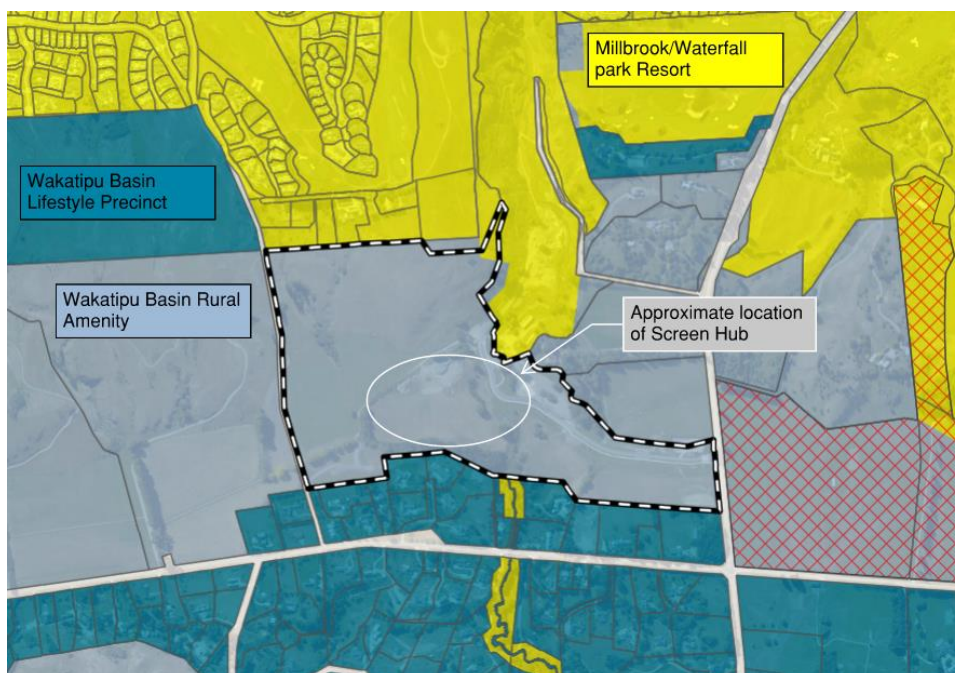 Millbrook/Waterfall
park Resort
Wakatipu Basin
Lifestyle Precinct
Wakatipu Basin Rural
Amenity
Approximate location
of Screen Hub